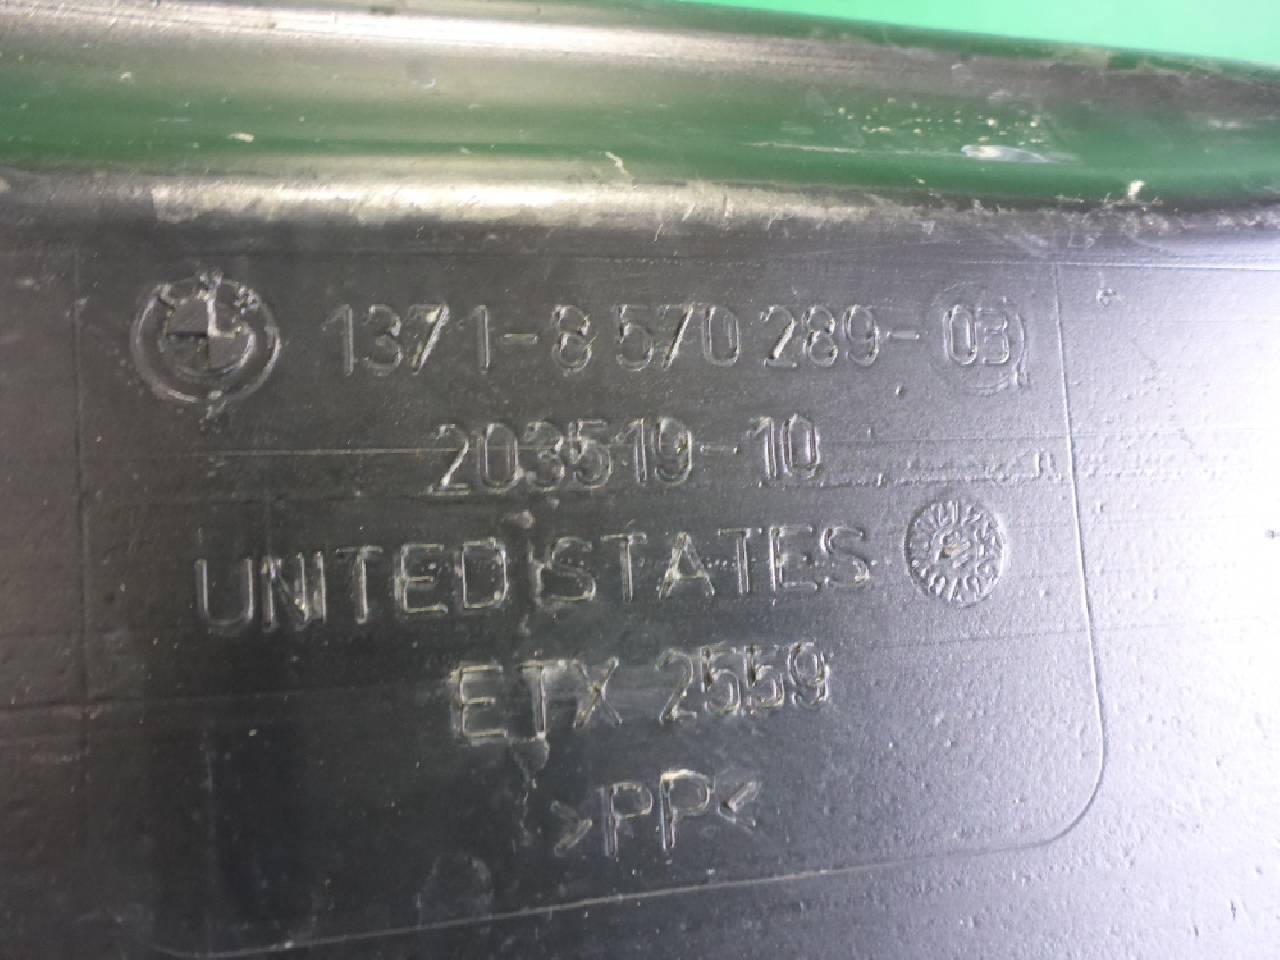 1371-8 570 289-03
203519-10
UNITED STATES
ETX 2559
>PP<